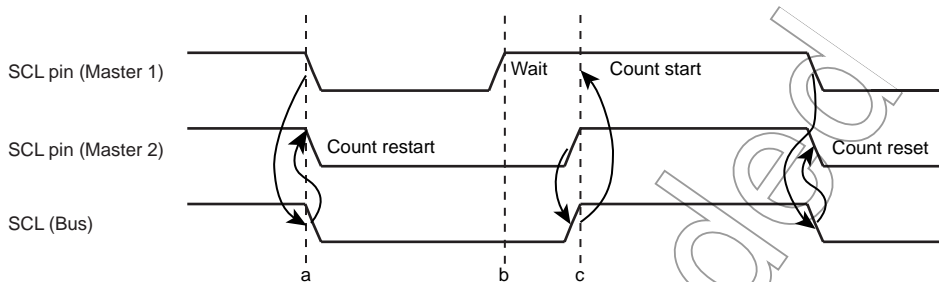 SCL pin (Master 1)
Wait
Count start
SCL pin (Master 2)
Count restart
Count reset
SCL (Bus)
a
b
c